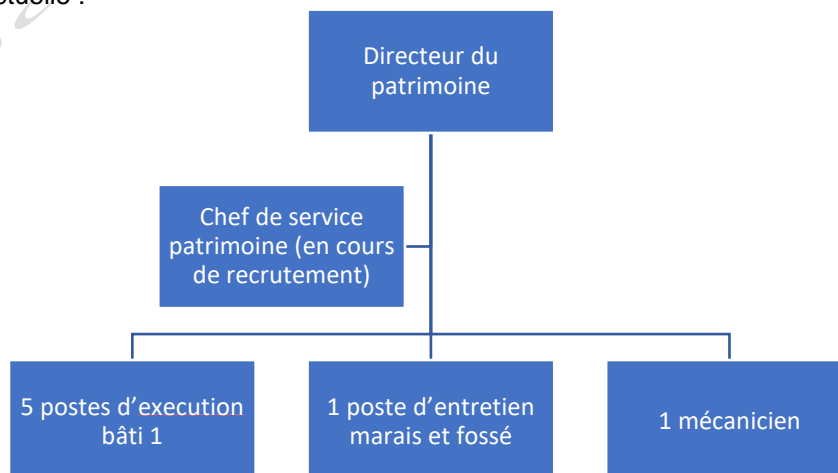 Directeur du
patrimoine
Chef de service
patrimoine (en cours
de recrutement)
5 postes d'execution
bâti 1
1 poste d'entretien
marais et fossé
1 mécanicien